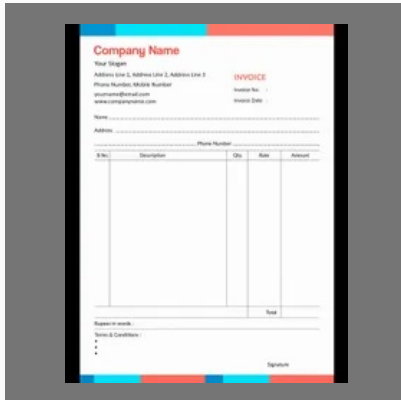 Company Name
Your Slogan
Address Line 1, Address Line 2, Address Line 3
Phone Number, Mobile Number
yourname@email.com
www.companyname.com
INVOICE
Invoice No. :
Invoice Date :
Name
Address
Phone Number
S.No. Description Qty. Rate Amount
Total
Rupees in words :
Terms & Conditions :
Signature